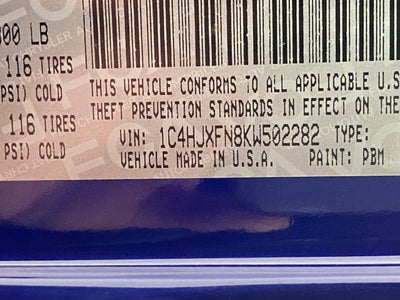 00 LB
116 TIRES
PSI) COLD
116 TIRES
PSI) COLD
THIS VEHICLE CONFORMS TO ALL APPLICABLE U.S
THEFT PREVENTION STANDARDS IN EFFECT ON THE
VIN: 1C4HJXFN8KW502282 TYPE:
VEHICLE MADE IN U.S.A. PAINT: PBM